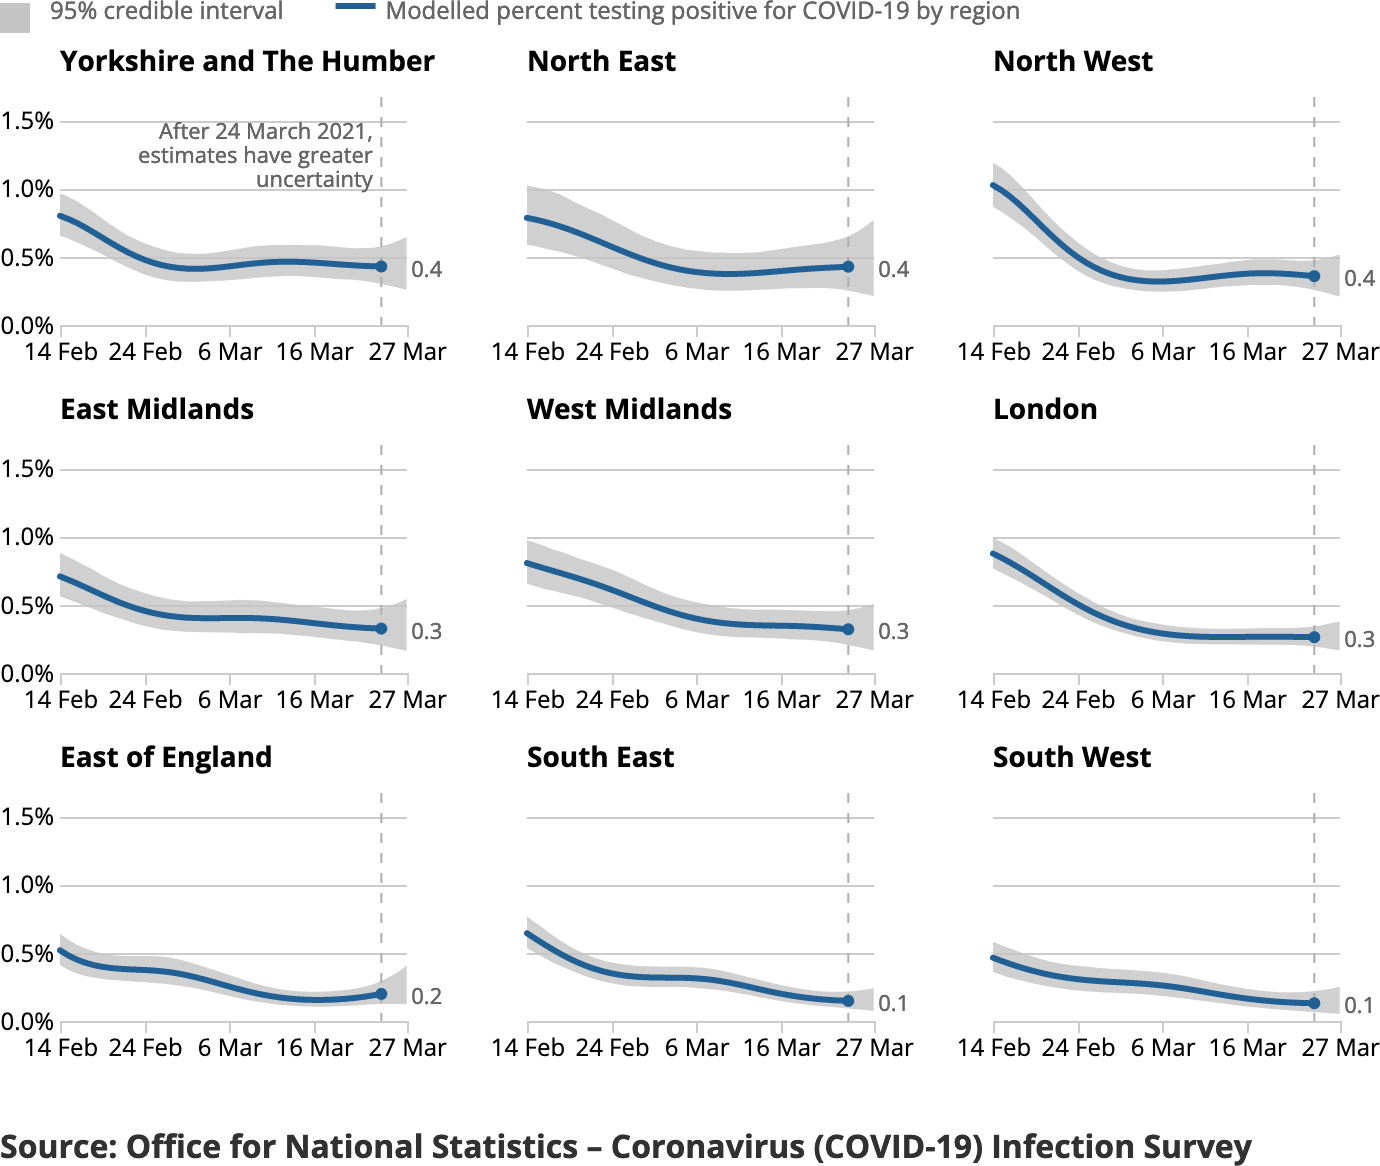 95% credible interval Modelled percent testing positive for COVID-19 by region
Yorkshire and The Humber North East North West
1.5%
After 24 March 2021,
estimates have greater
uncertainty
1.0%
0.5%
0.4 0.4 0.4
0.0%
14 Feb 24 Feb 6 Mar 16 Mar 27 Mar 14 Feb 24 Feb 6 Mar 16 Mar 27 Mar 14 Feb 24 Feb 6 Mar 16 Mar 27 Mar
East Midlands West Midlands London
1.5%
1.0%
0.5%
0.3 0.3 0.3
0.0%
14 Feb 24 Feb 6 Mar 16 Mar 27 Mar 14 Feb 24 Feb 6 Mar 16 Mar 27 Mar 14 Feb 24 Feb 6 Mar 16 Mar 27 Mar
East of England South East South West
1.5%
1.0%
0.5%
0.2 0.1 0.1
0.0%
14 Feb 24 Feb 6 Mar 16 Mar 27 Mar 14 Feb 24 Feb 6 Mar 16 Mar 27 Mar 14 Feb 24 Feb 6 Mar 16 Mar 27 Mar
Source: Office for National Statistics – Coronavirus (COVID-19) Infection Survey